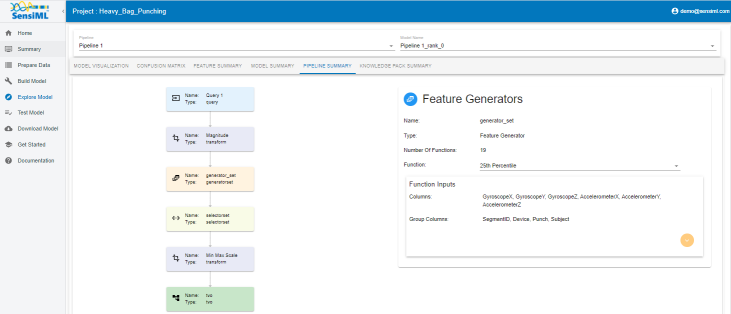 SensiML
Project : Heavy_Bag_Punching
demo@sensiml.com
Home
Summary
Prepare Data
Build Model
Explore Model
Test Model
Download Model
Get Started
Documentation
Pipeline
Pipeline 1
Model Name
Pipeline 1_rank_0
MODEL VISUALIZATION
CONFUSION MATRIX
FEATURE SUMMARY
MODEL SUMMARY
PIPELINE SUMMARY
KNOWLEDGE PACK SUMMARY
Name: Query 1
Type: query
Name: Magnitude
Type: transform
Name: generator_set
Type: generatorset
Name: selectorset
Type: selectorset
Name: Min Max Scale
Type: transform
Name: tvo
Type: tvo
Feature Generators
Name: generator_set
Type: Feature Generator
Number Of Functions: 19
Function: 25th Percentile
Function Inputs
Columns: GyroscopeX, GyroscopeY, GyroscopeZ, AccelerometerX, AccelerometerY,
AccelerometerZ
Group Columns: SegmentID, Device, Punch, Subject